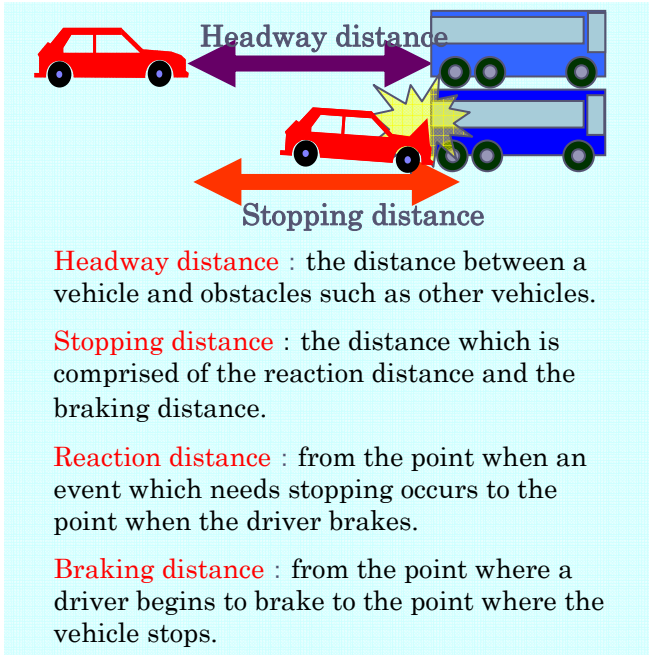 Headway distance
Stopping distance
Headway distance : the distance between a
vehicle and obstacles such as other vehicles.
Stopping distance : the distance which is
comprised of the reaction distance and the
braking distance.
Reaction distance : from the point when an
event which needs stopping occurs to the
point when the driver brakes.
Braking distance : from the point where a
driver begins to brake to the point where the
vehicle stops.